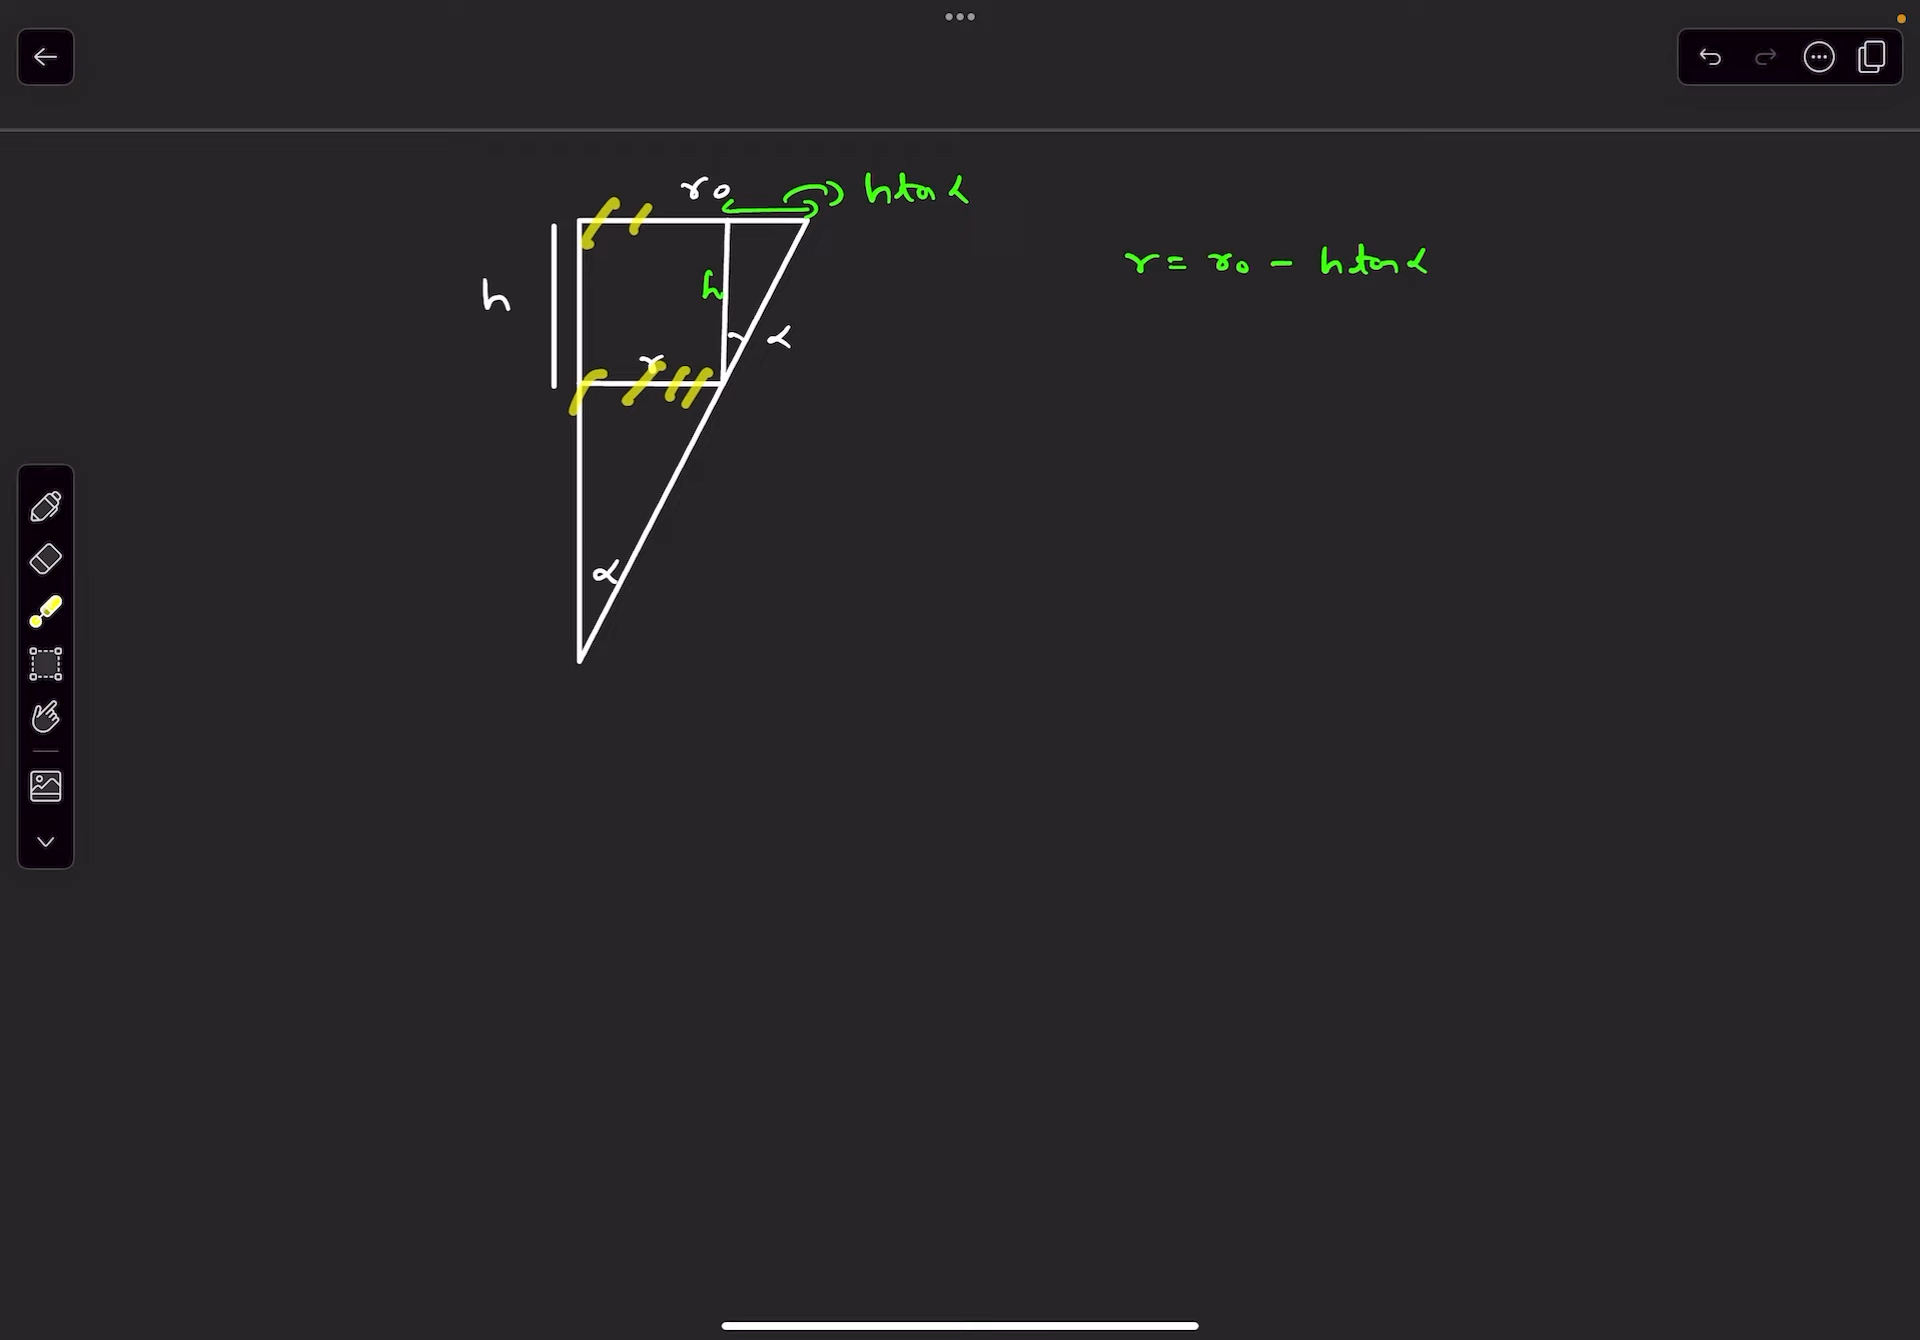 r₀
h tan α
r = r₀ - h tan α
h
h
α
r
α